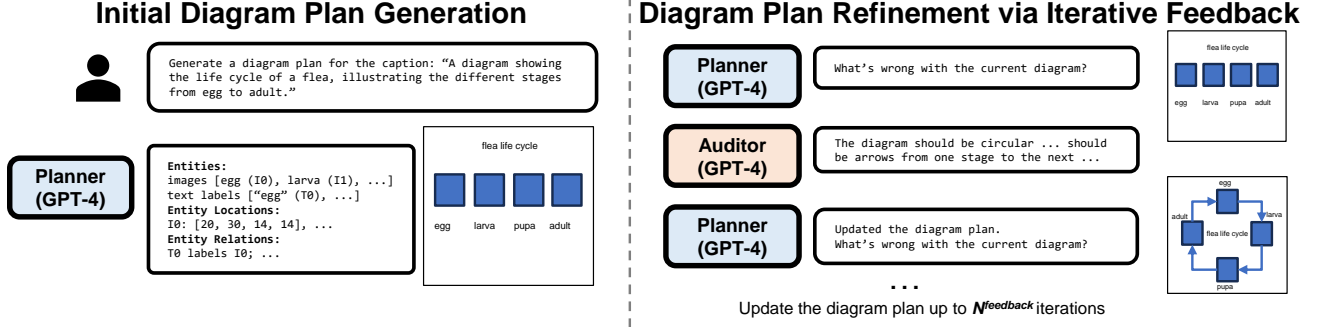 Initial Diagram Plan Generation
Generate a diagram plan for the caption: “A diagram showing
the life cycle of a flea, illustrating the different stages
from egg to adult.”
Planner
(GPT-4)
Entities:
images [egg (I0), larva (I1), ...]
text labels [“egg” (T0), ...]
Entity Locations:
I0: [20, 30, 14, 14], ...
Entity Relations:
T0 labels I0; ...
flea life cycle
egg larva pupa adult
Diagram Plan Refinement via Iterative Feedback
Planner
(GPT-4)
What’s wrong with the current diagram?
flea life cycle
egg larva pupa adult
Auditor
(GPT-4)
The diagram should be circular ... should
be arrows from one stage to the next ...
Planner
(GPT-4)
Updated the diagram plan.
What’s wrong with the current diagram?
egg
adult
larva
flea life cycle
pupa
...
Update the diagram plan up to N^feedback iterations